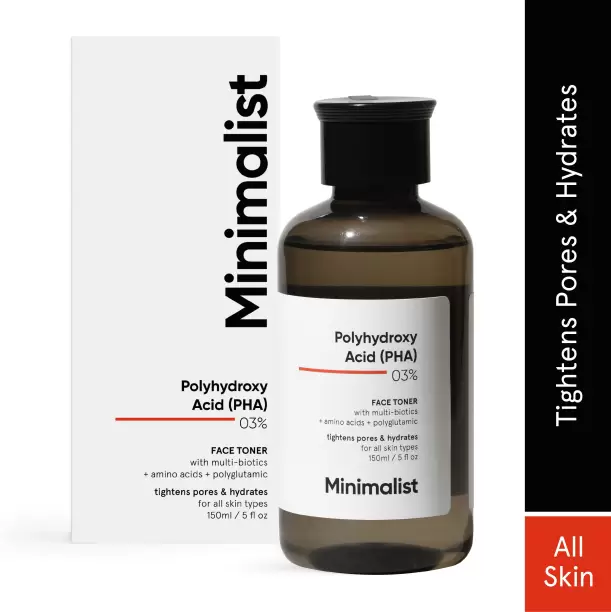 Minimalist
Polyhydroxy
Acid (PHA)
03%
FACE TONER
with multi-biotics
+ amino acids + polyglutamic
tightens pores & hydrates
for all skin types
150ml / 5 fl oz
Polyhydroxy
Acid (PHA)
03%
FACE TONER
with multi-biotics
+ amino acids + polyglutamic
tightens pores & hydrates
for all skin types
150ml / 5 fl oz
Minimalist
Tightens Pores & Hydrates
All
Skin